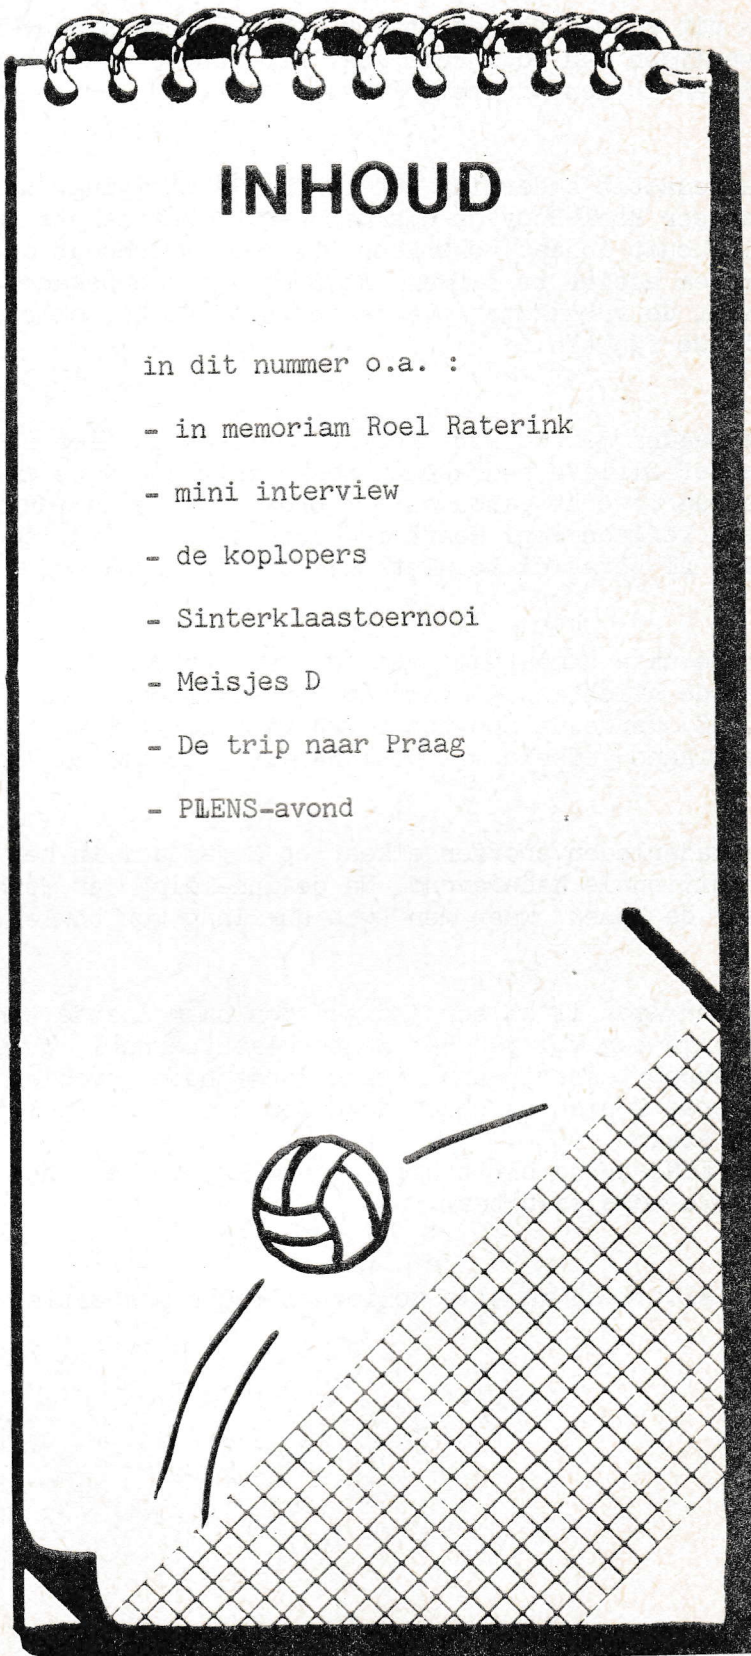 INHOUD
in dit nummer o.a. :
- in memoriam Roel Raterink
- mini interview
- de koplopers
- Sinterklaastoernooi
- Meisjes D
- De trip naar Praag
- PLENS-avond